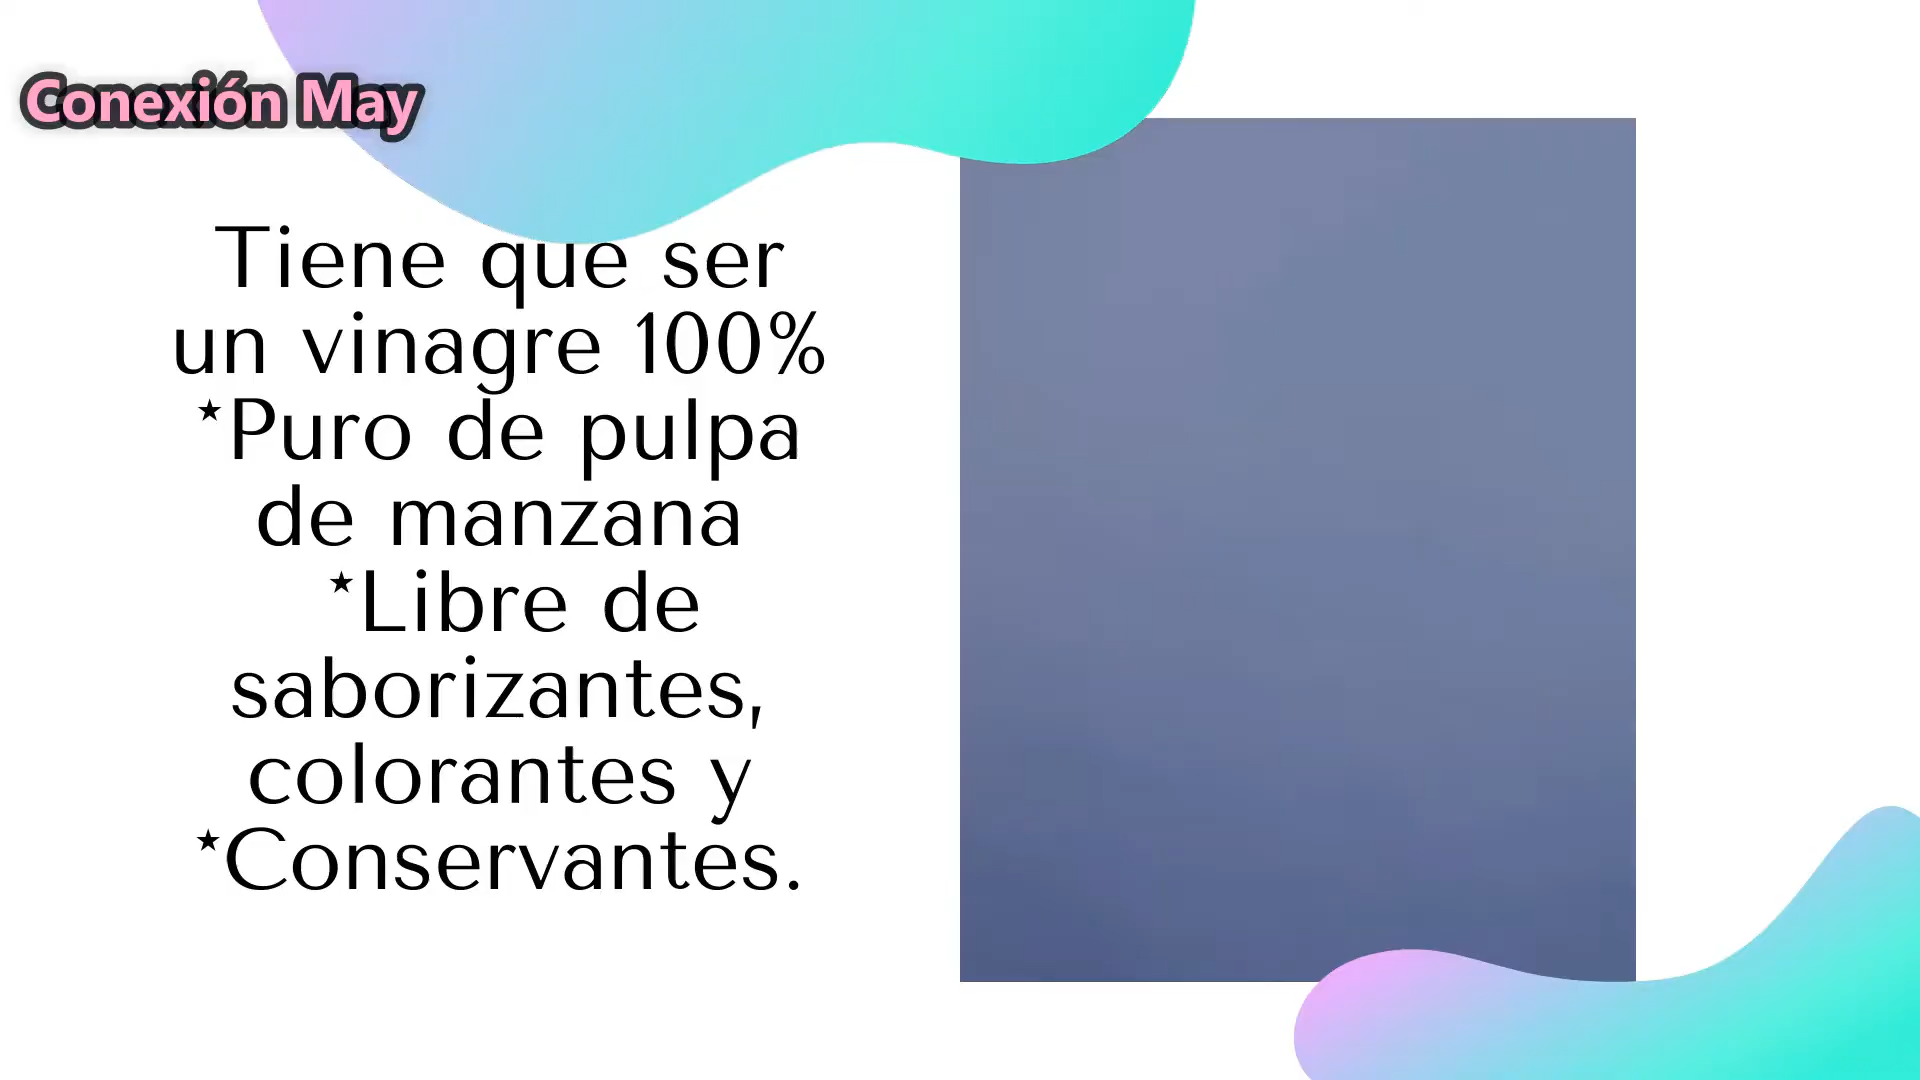 Conexión May
Tiene que ser
un vinagre 100%
*Puro de pulpa
de manzana
*Libre de
saborizantes,
colorantes y
*Conservantes.